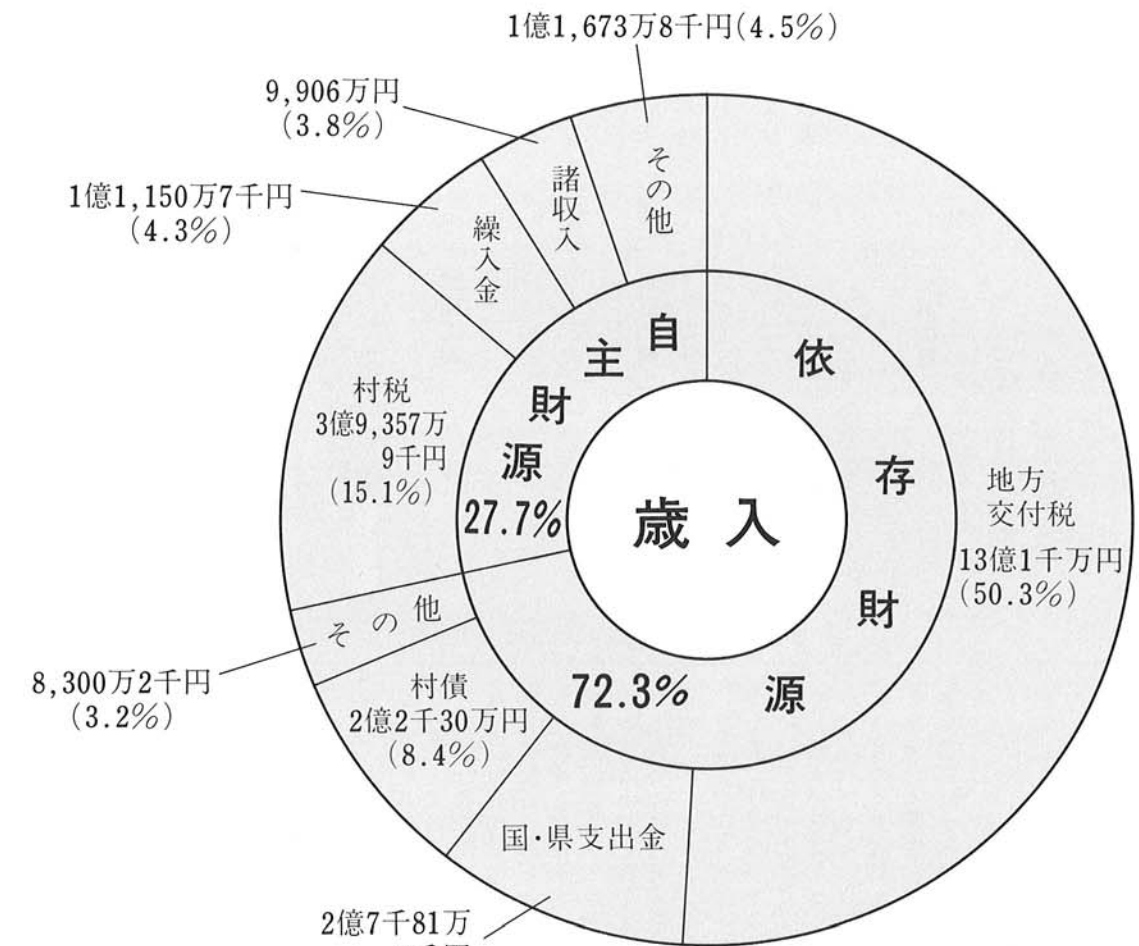 1億1,673万8千円(4.5%)
9,906万円
(3.8%)
1億1,150万7千円
(4.3%)
その他
諸収入
繰入金
自主財源
27.7%
依存財源
72.3%
歳入
村税
3億9,357万
9千円
(15.1%)
地方
交付税
13億1千万円
(50.3%)
その他
8,300万2千円
(3.2%)
村債
2億2千30万円
(8.4%)
国・県支出金
2億7千81万